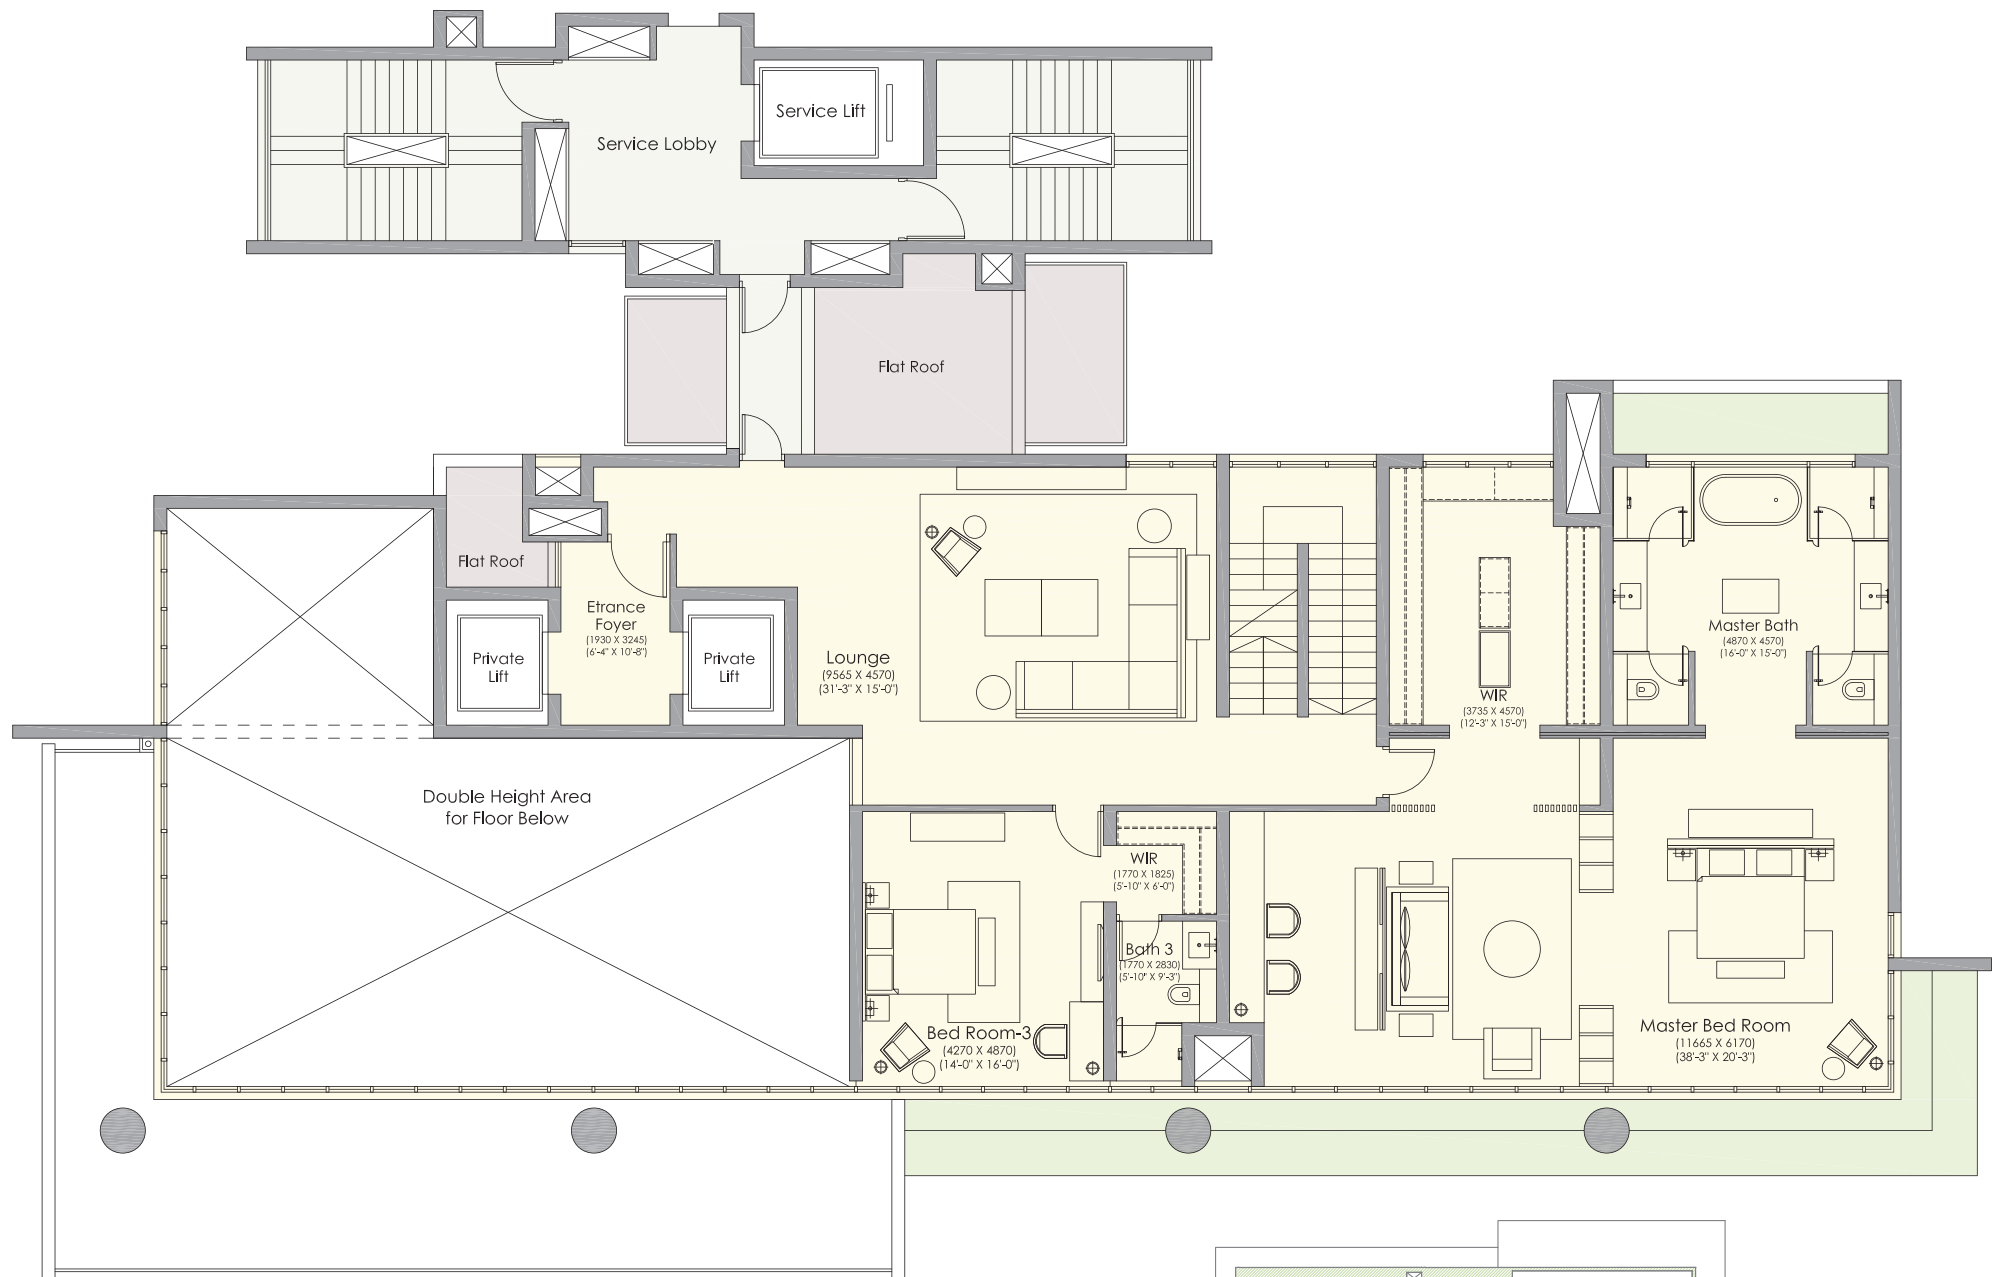 Service Lift
Service Lobby
Flat Roof
Flat Roof
Etrance
Foyer
(1930 X 3245)
(6'-4" X 10'-8")
Private
Lift
Private
Lift
Lounge
(9565 X 4570)
(31'-3" X 15'-0")
WIR
(3735 X 4570)
(12'-3" X 15'-0")
Master Bath
(4870 X 4570)
(16'-0" X 15'-0")
Double Height Area
for Floor Below
WIR
(1770 X 1825)
(5'-10" X 6'-0")
Bath 3
(1770 X 2830)
(5'-10" X 9'-3")
Bed Room-3
(4270 X 4870)
(14'-0" X 16'-0")
Master Bed Room
(11665 X 6170)
(38'-3" X 20'-3")